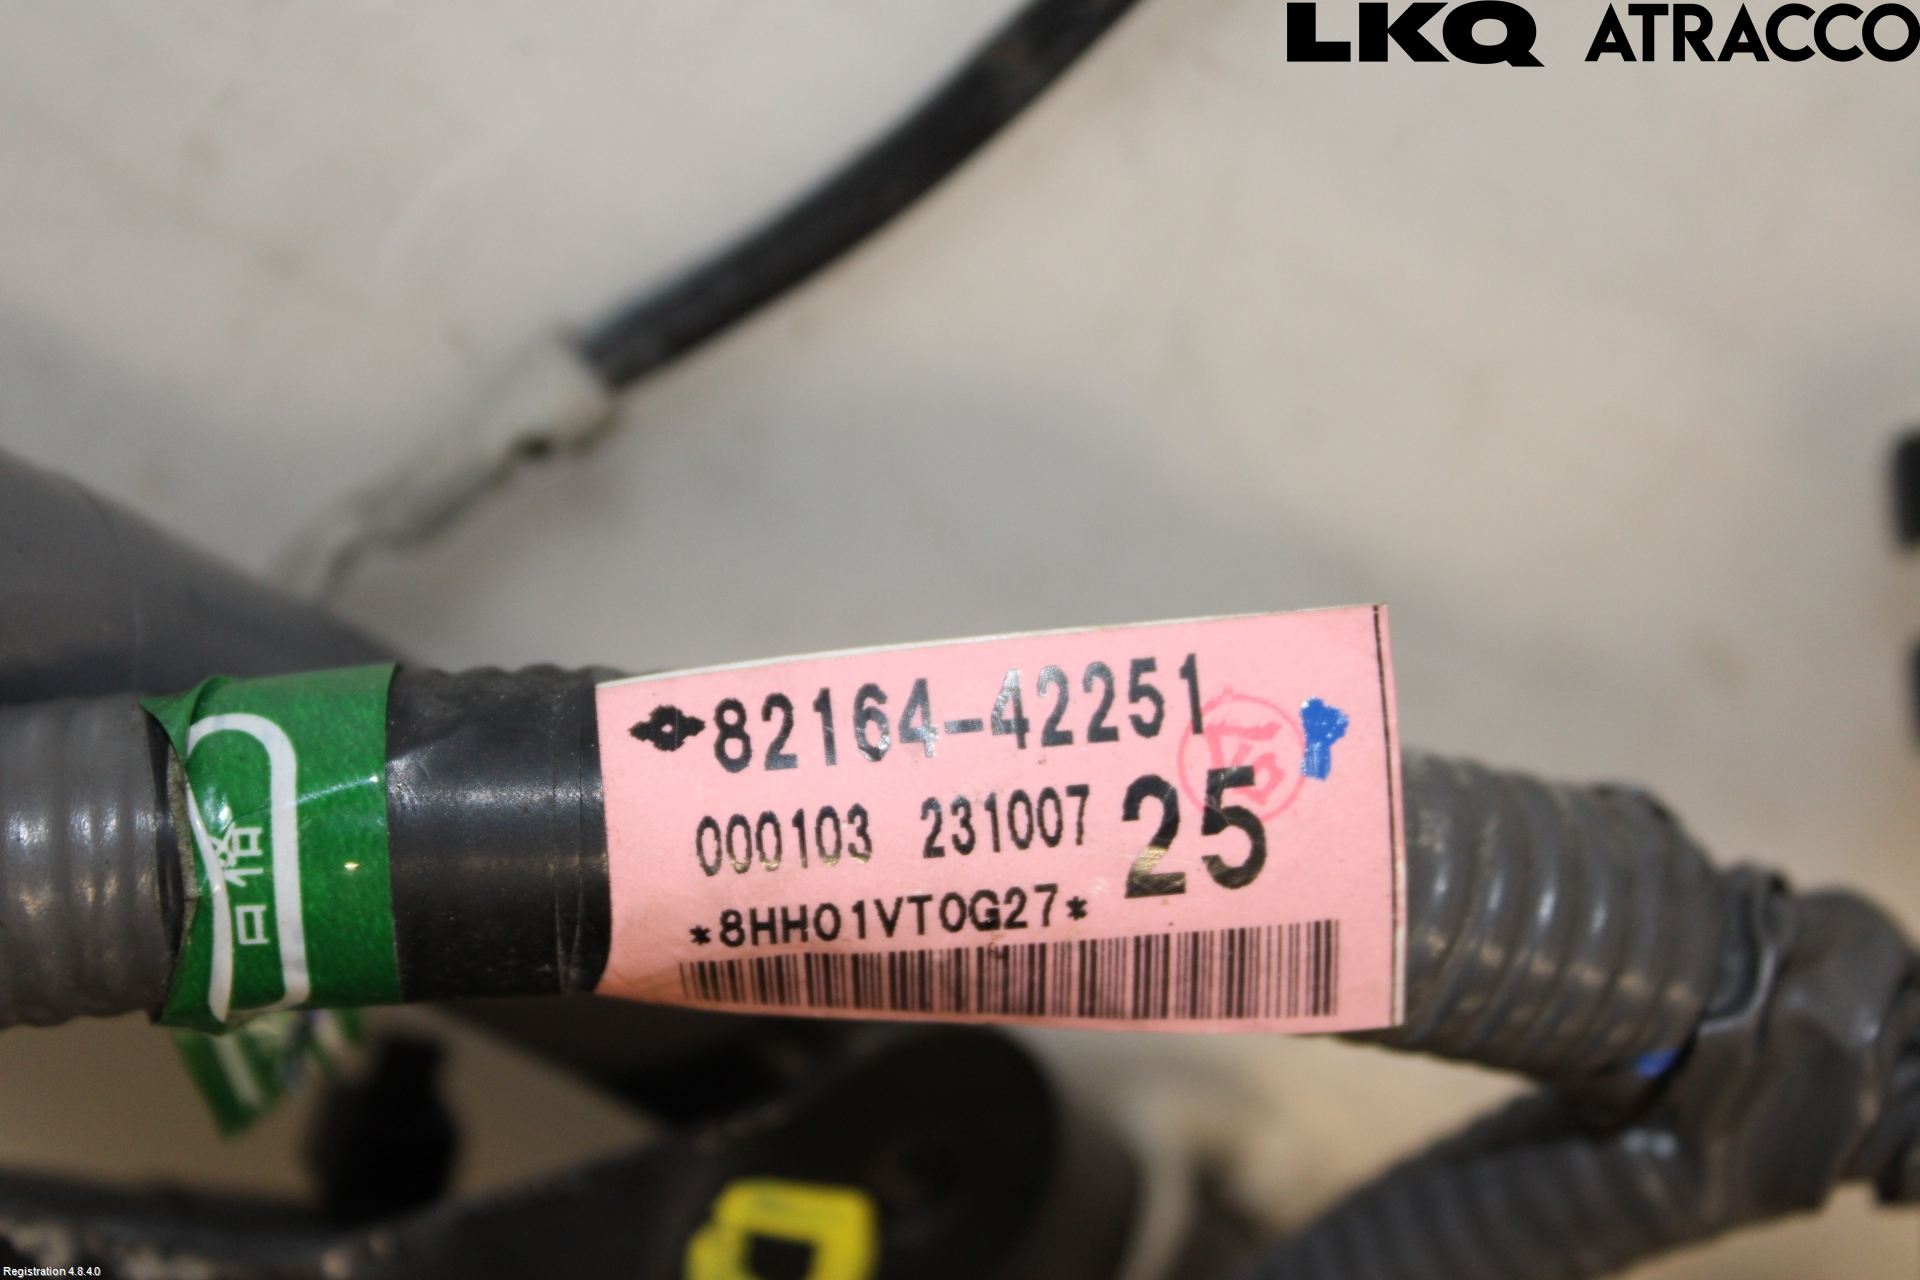 LKQ ATRACCO
82164-42251
000103 231007 25
*8HH01VT0G27*
Registration 4.8.4.0